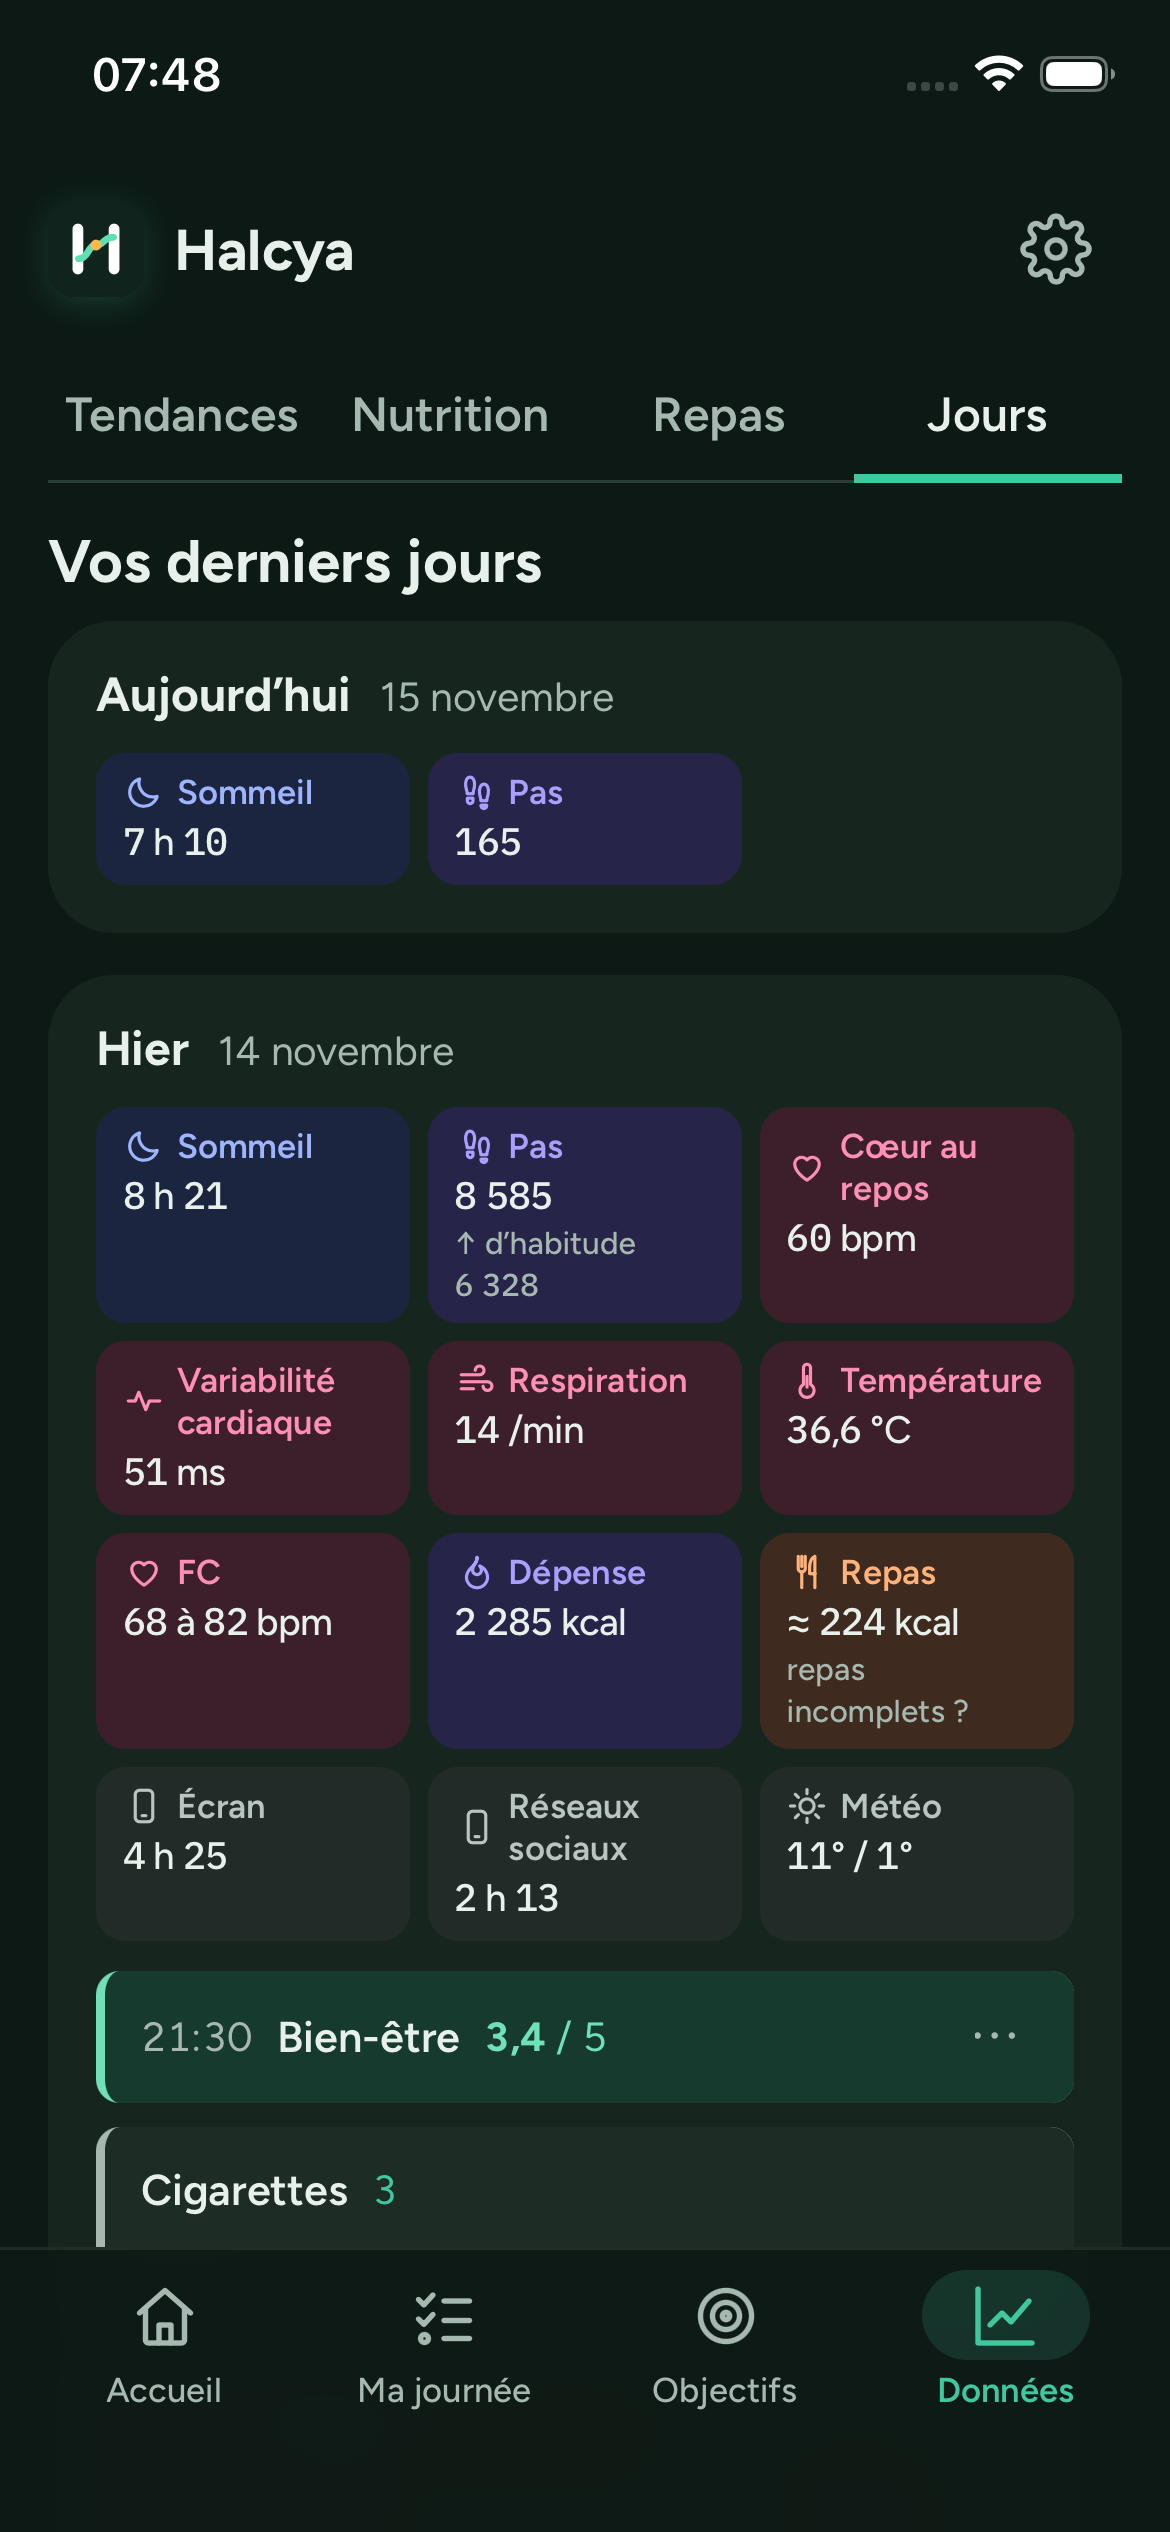 07:48
Halcya
Tendances Nutrition Repas Jours
Vos derniers jours
Aujourd’hui 15 novembre
Sommeil
7 h 10
Pas
165
Hier 14 novembre
Sommeil
8 h 21
Pas
8 585
↑ d’habitude
6 328
Cœur au
repos
60 bpm
Variabilité
cardiaque
51 ms
Respiration
14 /min
Température
36,6 °C
FC
68 à 82 bpm
Dépense
2 285 kcal
Repas
≈ 224 kcal
repas
incomplets ?
Écran
4 h 25
Réseaux
sociaux
2 h 13
Météo
11° / 1°
21:30 Bien-être 3,4 / 5 ...
Cigarettes 3
Accueil Ma journée Objectifs Données